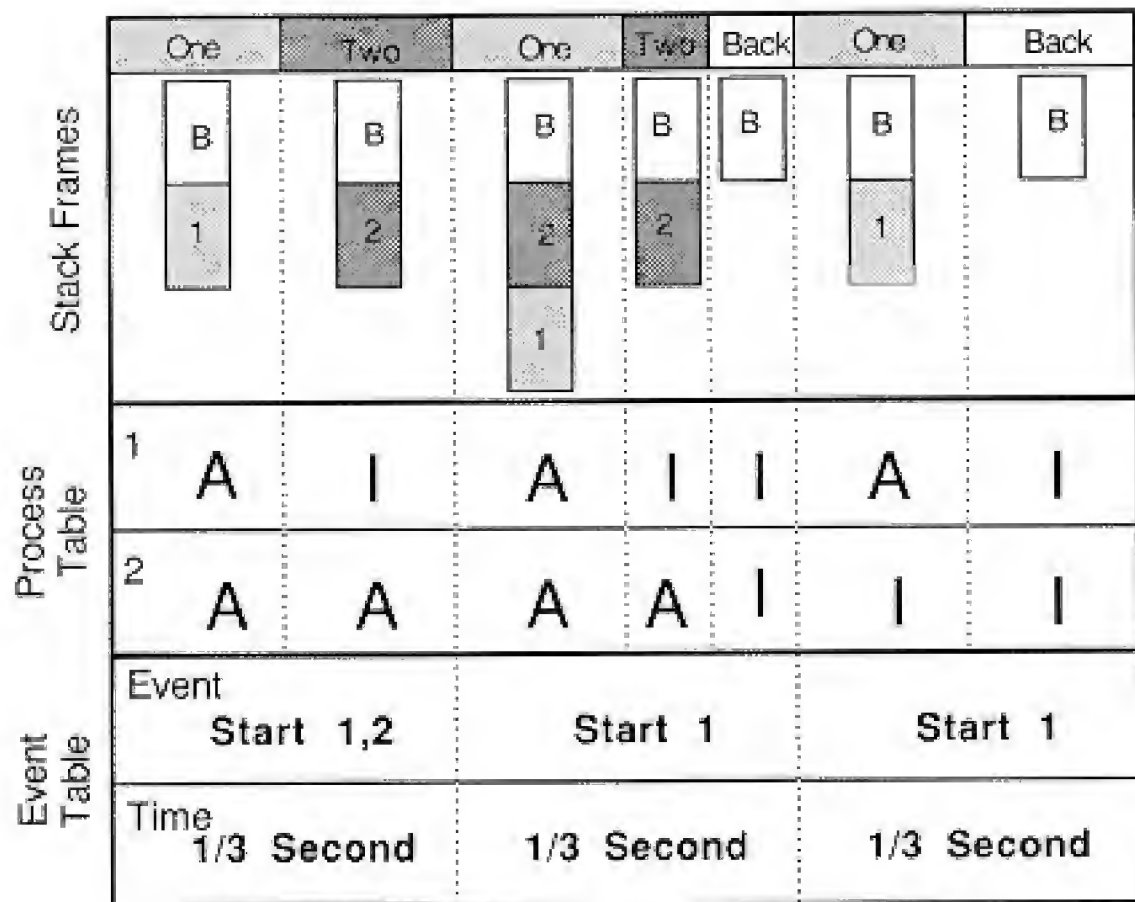 One Two One Two Back One Back
Stack Frames
B B B B B B B
1 2 2 2 1
1
Process
Table
1
A I A I I A I
2
A A A A I I I
Event
Table
Event
Start 1,2 Start 1 Start 1
Time
1/3 Second 1/3 Second 1/3 Second